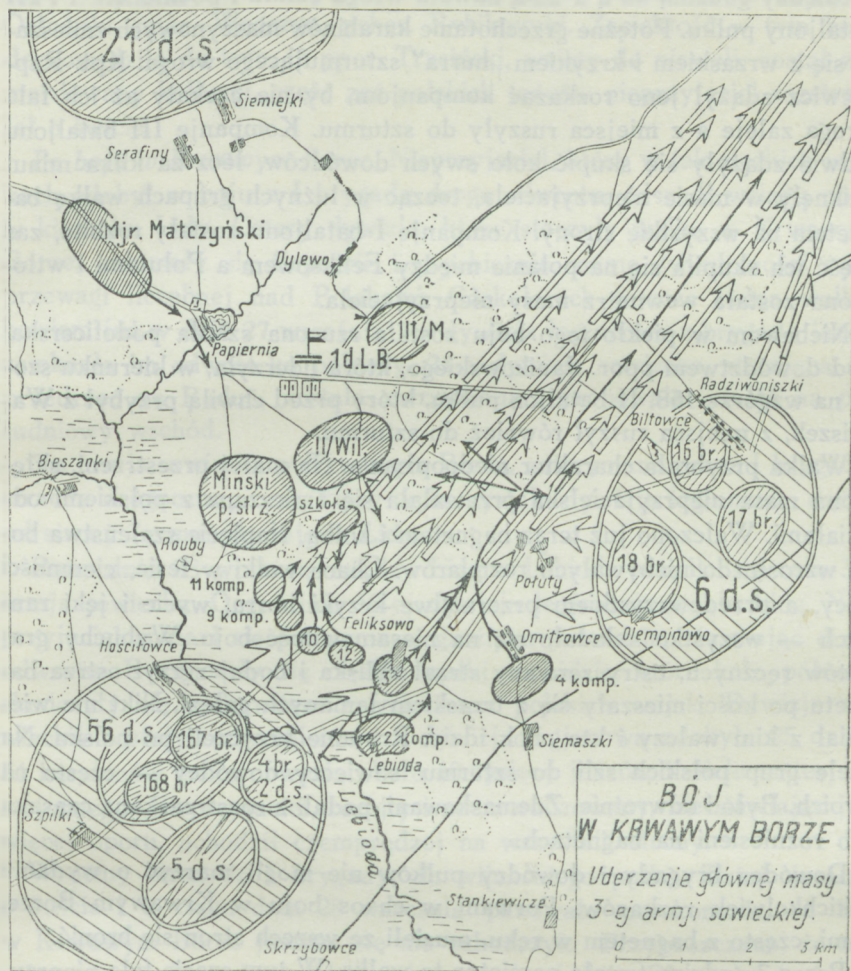 21 d. s.
Siemiejki
Serafiny
Mjr. Matczyński
Dylewo
Papiernia
III/M.
1 d.L.B.
Radziwoniszki
Biltowce
II/Wil.
16 br.
Bieszanki
Miński
p. strz.
szkoła
17 br.
Rouby
18 br.
Potuty
6 d.s.
11 komp.
9 komp.
Feliksowo
Olempinowo
Dmitrowce
Hościłowce
10
12
3
4 komp.
56 d. s.
167 br.
2 komp.
Siemaszki
Lebioda
168 br.
4 br.
2 d.s.
Szpilki
Lebioda
5 d.s.
BÓJ
W KRWAWYM BORZE
Uderzenie głównej masy
3-ej armji sowieckiej.
Stankiewicze
Skrzybowce
0 1 2 3 km